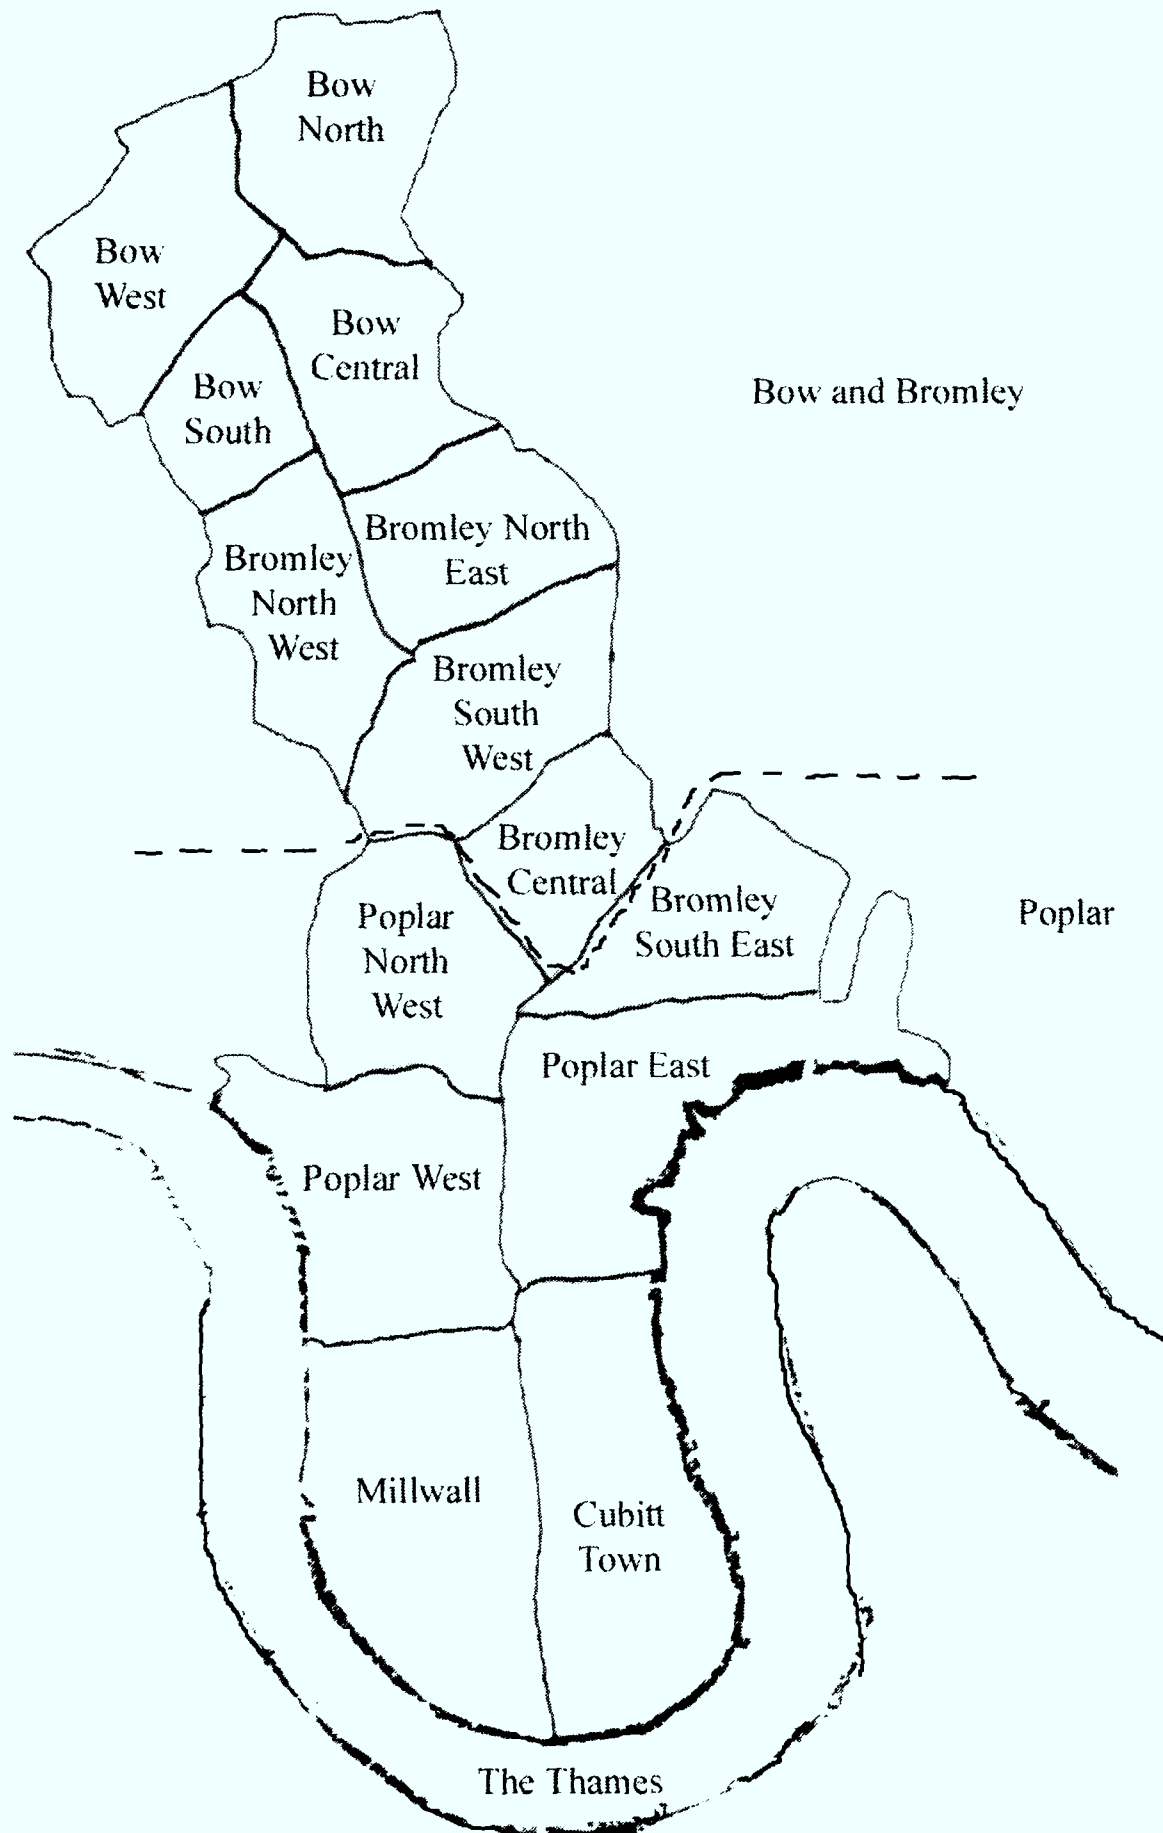 Bow
North
Bow
West
Bow
Central
Bow
South
Bow and Bromley
Bromley North
East
Bromley
North
West
Bromley
South
West
Bromley
Central
Bromley
South East
Poplar
North
West
Poplar
Poplar East
Poplar West
Millwall
Cubitt
Town
The Thames